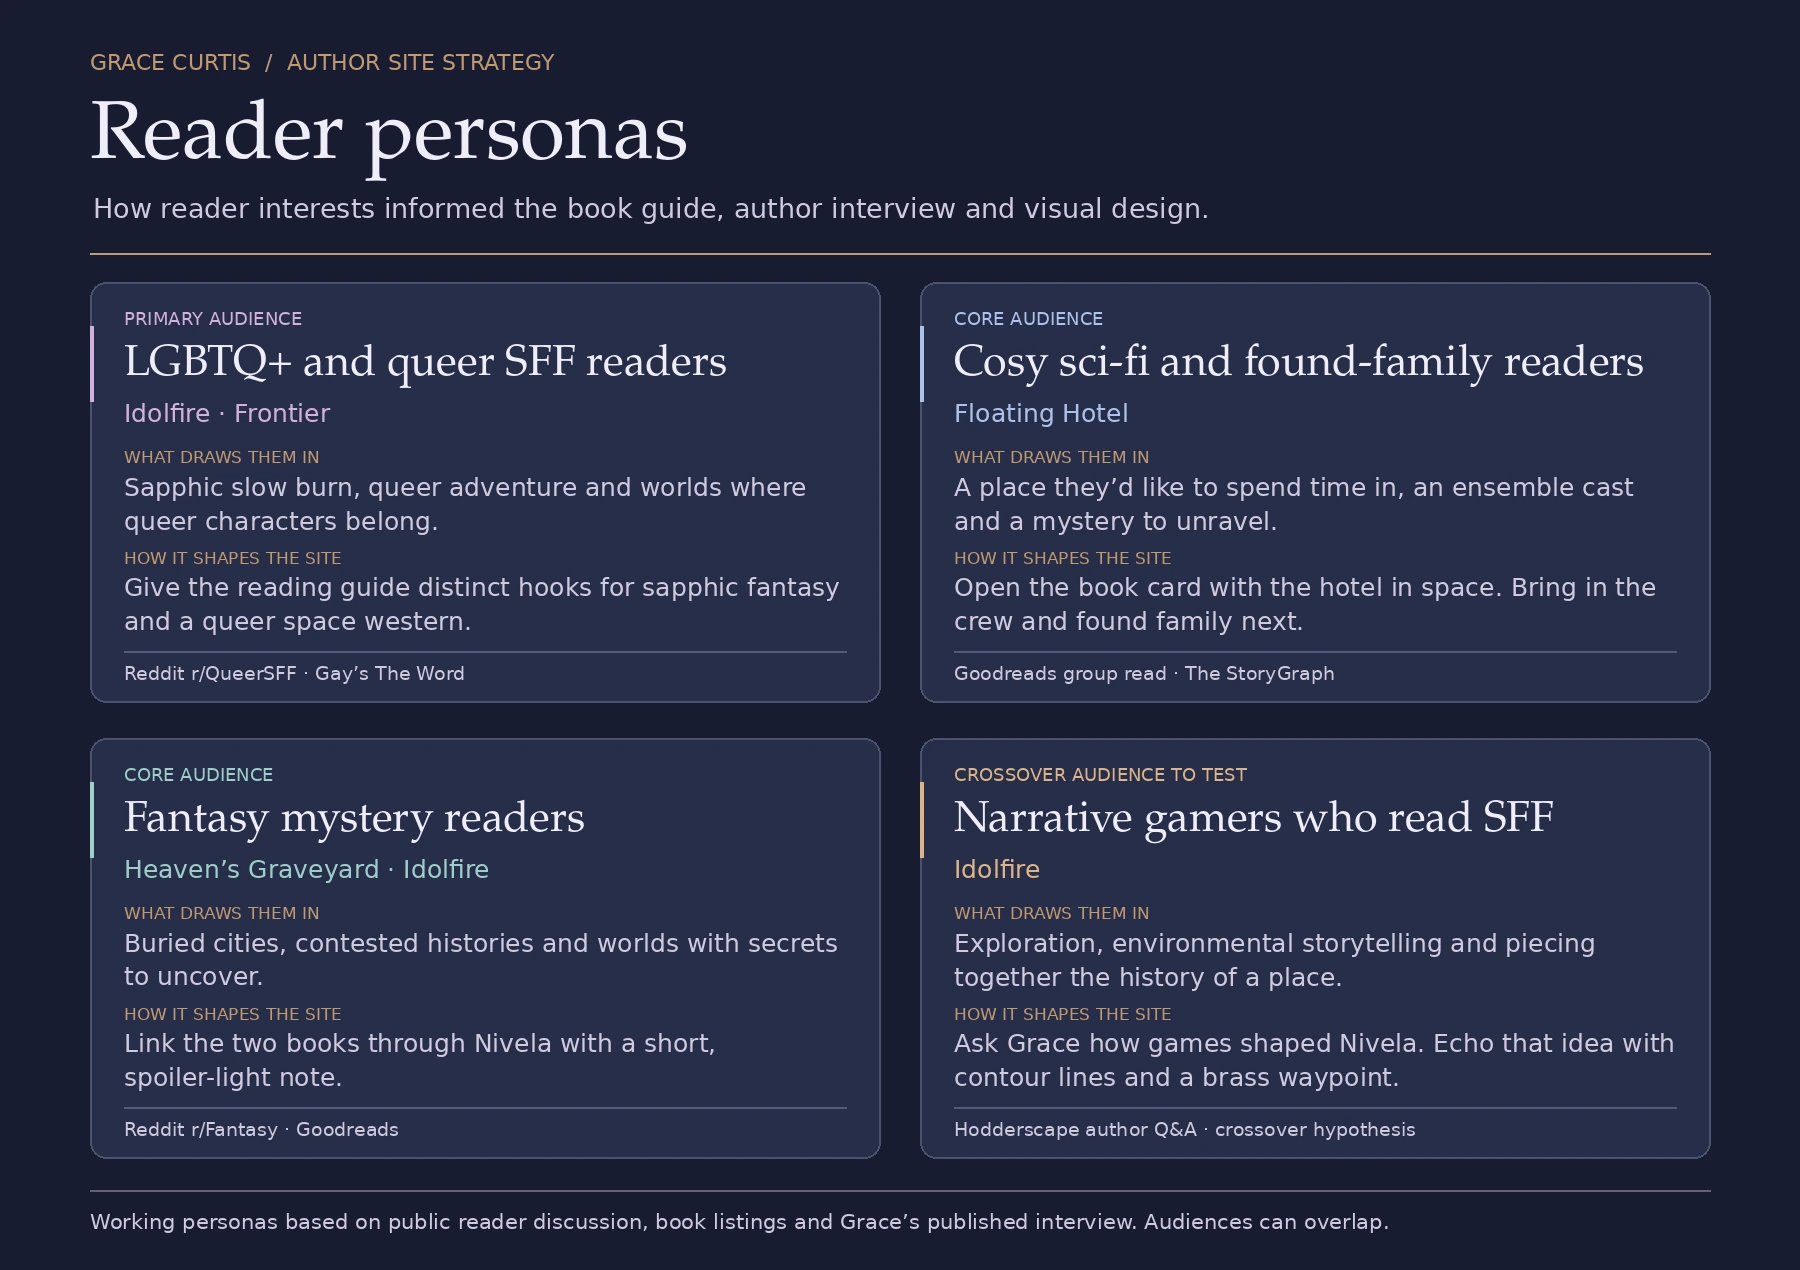 GRACE CURTIS / AUTHOR SITE STRATEGY
Reader personas
How reader interests informed the book guide, author interview and visual design.
PRIMARY AUDIENCE
LGBTQ+ and queer SFF readers
Idolfire · Frontier
WHAT DRAWS THEM IN
Sapphic slow burn, queer adventure and worlds where
queer characters belong.
HOW IT SHAPES THE SITE
Give the reading guide distinct hooks for sapphic fantasy
and a queer space western.
Reddit r/QueerSFF · Gay’s The Word
CORE AUDIENCE
Cosy sci-fi and found-family readers
Floating Hotel
WHAT DRAWS THEM IN
A place they’d like to spend time in, an ensemble cast
and a mystery to unravel.
HOW IT SHAPES THE SITE
Open the book card with the hotel in space. Bring in the
crew and found family next.
Goodreads group read · The StoryGraph
CORE AUDIENCE
Fantasy mystery readers
Heaven’s Graveyard · Idolfire
WHAT DRAWS THEM IN
Buried cities, contested histories and worlds with secrets
to uncover.
HOW IT SHAPES THE SITE
Link the two books through Nivela with a short,
spoiler-light note.
Reddit r/Fantasy · Goodreads
CROSSOVER AUDIENCE TO TEST
Narrative gamers who read SFF
Idolfire
WHAT DRAWS THEM IN
Exploration, environmental storytelling and piecing
together the history of a place.
HOW IT SHAPES THE SITE
Ask Grace how games shaped Nivela. Echo that idea with
contour lines and a brass waypoint.
Hodderscape author Q&A · crossover hypothesis
Working personas based on public reader discussion, book listings and Grace’s published interview. Audiences can overlap.